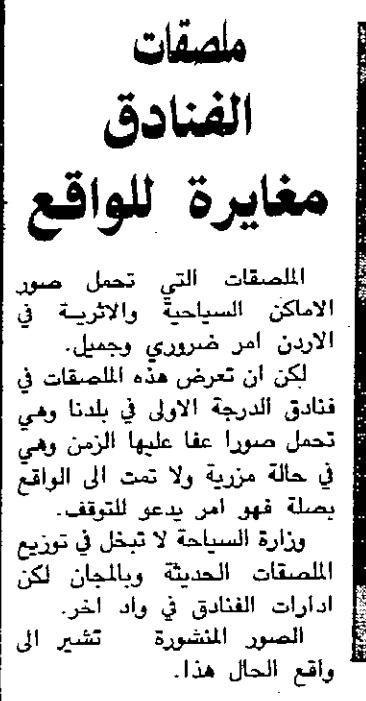 ملصقات
الفنادق
مغايرة للواقع
الملصقات التي تحمل صور
الاماكن السياحية والاثرية في
الاردن امر ضروري وجميل.
لكن ان تعرض هذه الملصقات في
فنادق الدرجة الاولى في بلدنا وهي
تحمل صورا عفا عليها الزمن وهي
في حالة مزرية ولا تمت الى الواقع
بصلة فهو امر يدعو للتوقف.
وزارة السياحة لا تبخل في توزيع
الملصقات الحديثة وبالمجان لكن
ادارات الفنادق في واد اخر.
الصور المنشورة تشير الى
واقع الحال هذا.